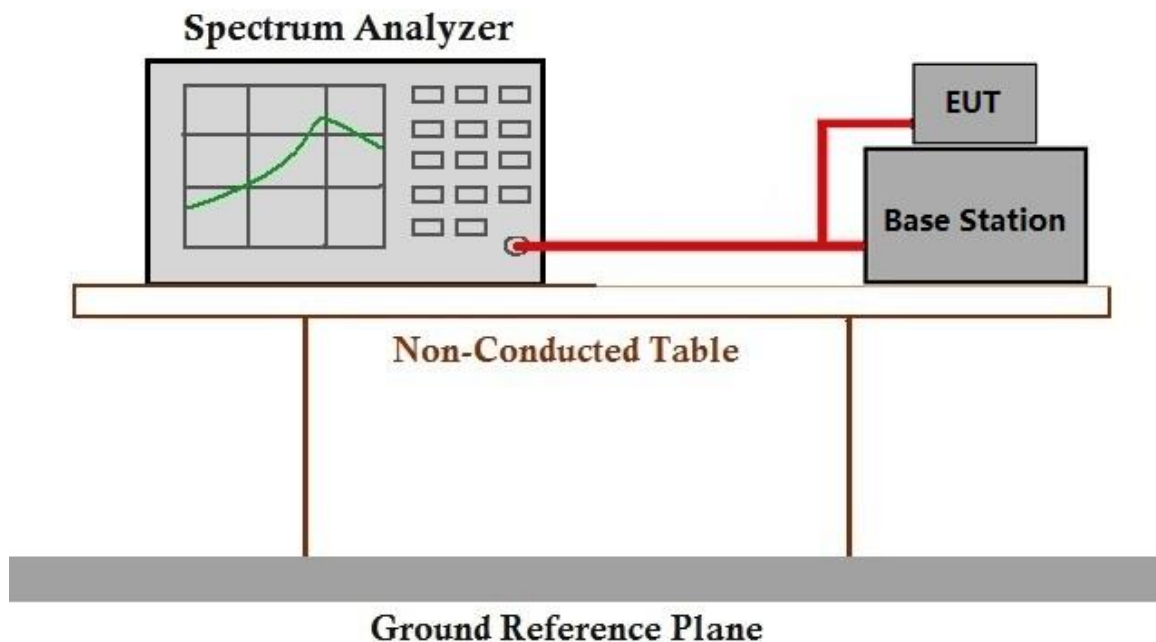 Spectrum Analyzer
EUT
Base Station
Non-Conducted Table
Ground Reference Plane